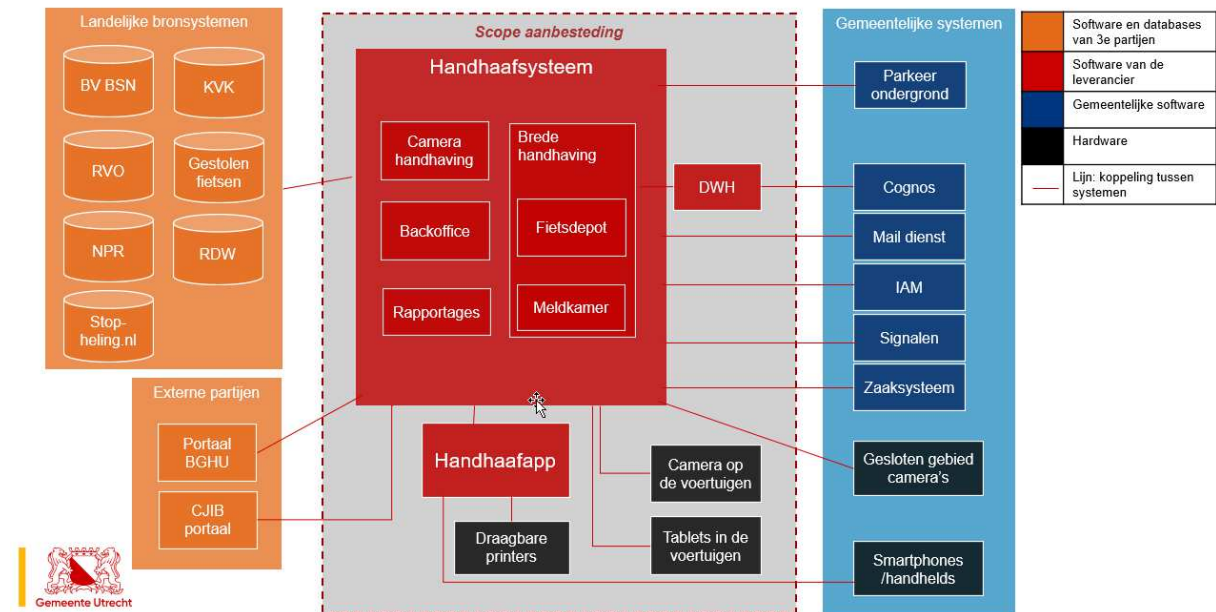 Landelijke bronsystemen
BV BSN
KVK
RVO
Gestolen
fietsen
NPR
RDW
Stop-
heling.nl
Externe partijen
Portaal
BGHU
CJIB
portaal
Gemeente Utrecht
Scope aanbesteding
Handhaafsysteem
Camera
handhaving
Backoffice
Rapportages
Brede
handhaving
Fietsdepot
Meldkamer
DWH
Handhaafapp
Draagbare
printers
Camera op
de voertuigen
Tablets in de
voertuigen
Gemeentelijke systemen
Parkeer
ondergrond
Cognos
Mail dienst
IAM
Signalen
Zaaksysteem
Gesloten gebied
camera's
Smartphones
/handhelds
Software en databases
van 3e partijen
Software van de
leverancier
Gemeentelijke software
Hardware
Lijn: koppeling tussen
systemen